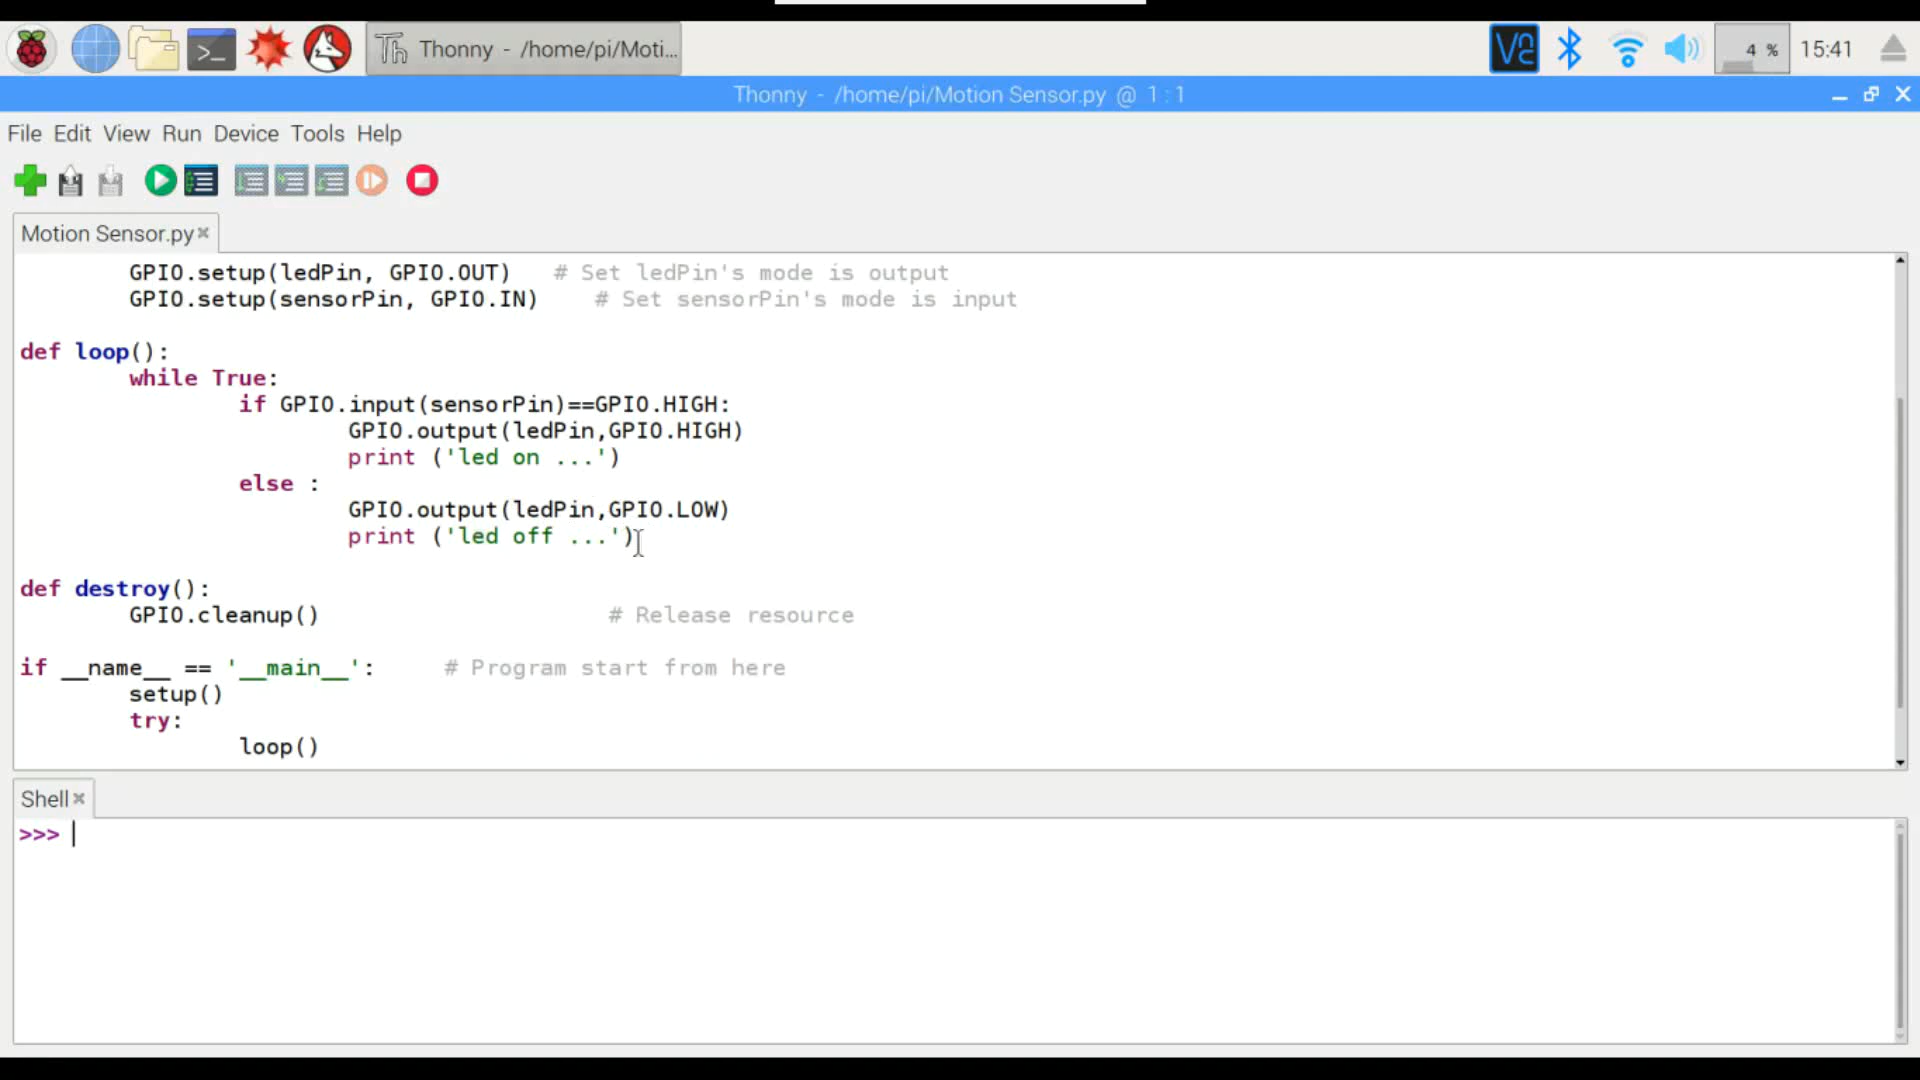 Thonny - /home/pi/Moti... 4 % 15:41
Thonny - /home/pi/Motion Sensor.py @ 1 : 1
File Edit View Run Device Tools Help
Motion Sensor.py
GPIO.setup(ledPin, GPIO.OUT) # Set ledPin's mode is output
GPIO.setup(sensorPin, GPIO.IN) # Set sensorPin's mode is input
def loop():
while True:
if GPIO.input(sensorPin)==GPIO.HIGH:
GPIO.output(ledPin,GPIO.HIGH)
print ('led on ...')
else :
GPIO.output(ledPin,GPIO.LOW)
print ('led off ...')
def destroy():
GPIO.cleanup() # Release resource
if __name__ == '__main__': # Program start from here
setup()
try:
loop()
Shell
>>>